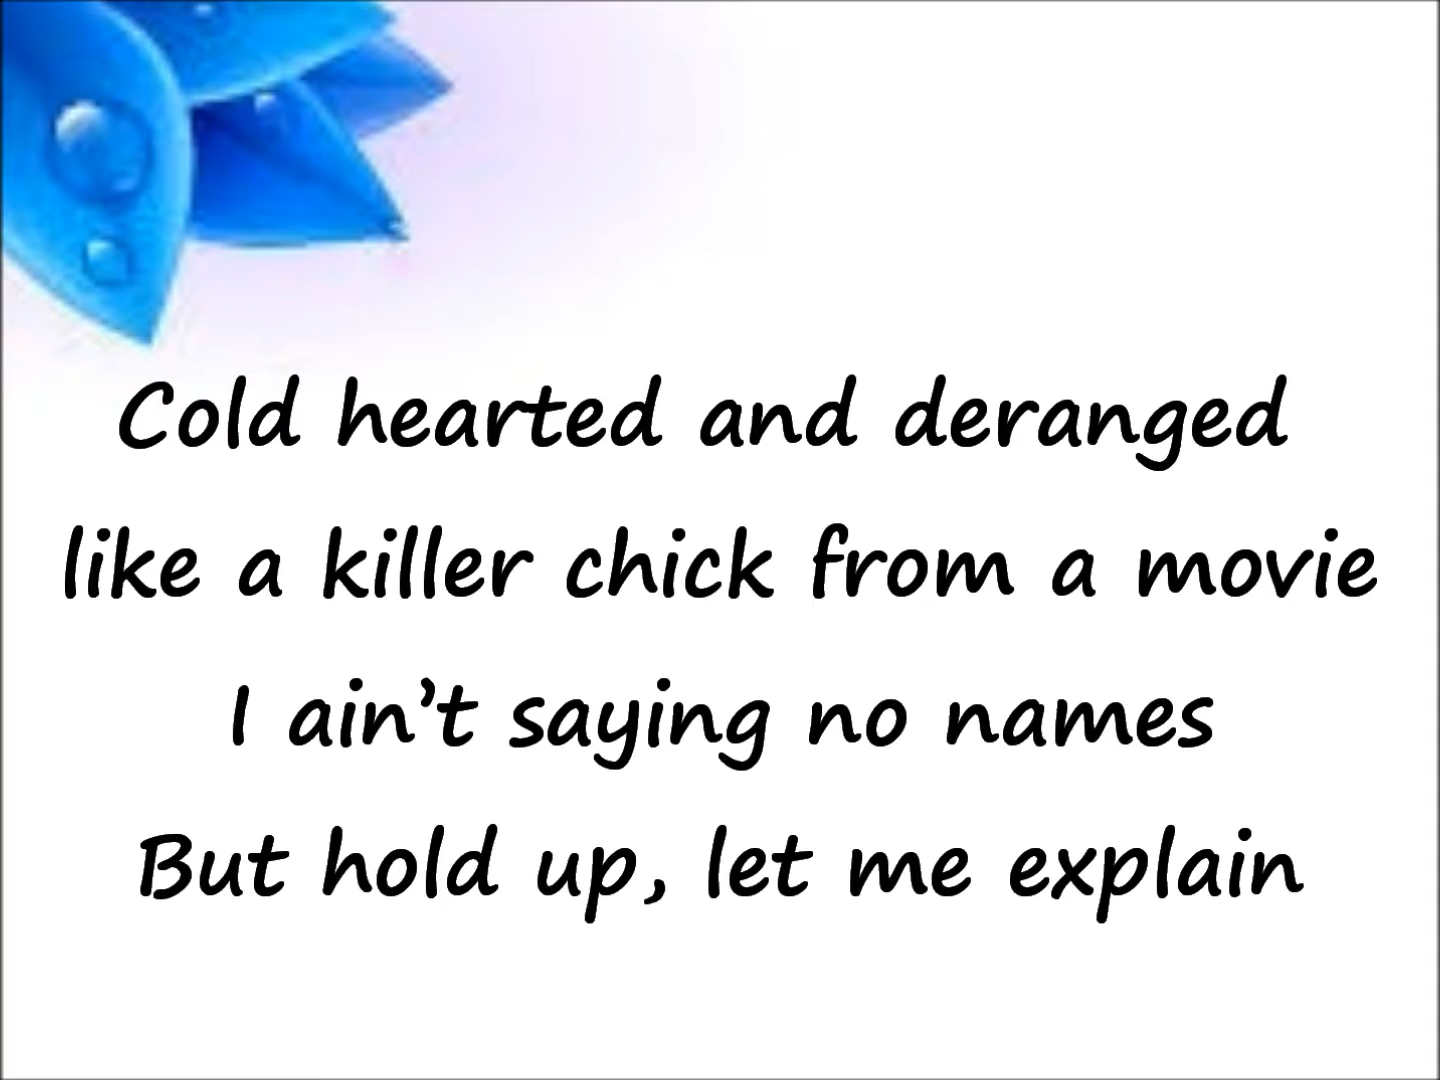 Cold hearted and deranged
like a killer chick from a movie
I ain't saying no names
But hold up, let me explain